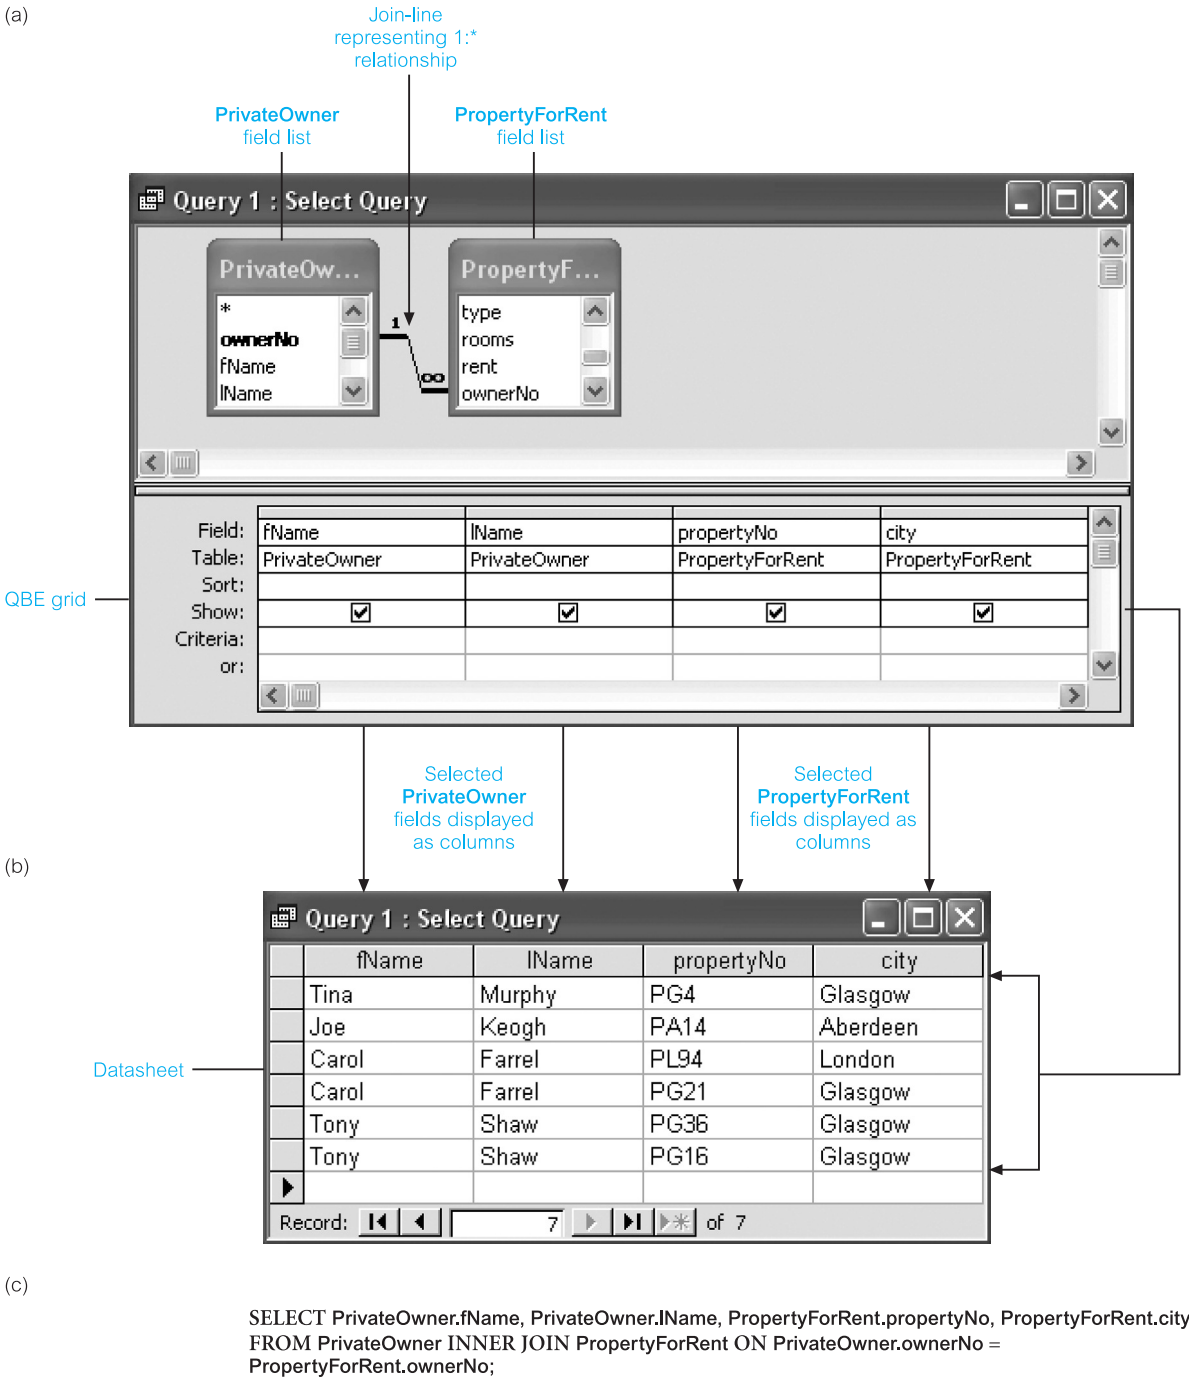 (a)
Join-line
representing 1:*
relationship
PrivateOwner
field list
PropertyForRent
field list
Query 1 : Select Query
PrivateOw...
*
ownerNo
fName
lName
1
∞
PropertyF...
type
rooms
rent
ownerNo
QBE grid
Field: fName lName propertyNo city
Table: PrivateOwner PrivateOwner PropertyForRent PropertyForRent
Sort:
Show:
Criteria:
or:
Selected
PrivateOwner
fields displayed
as columns
Selected
PropertyForRent
fields displayed as
columns
(b)
Query 1 : Select Query
fName lName propertyNo city
Tina Murphy PG4 Glasgow
Joe Keogh PA14 Aberdeen
Carol Farrel PL94 London
Carol Farrel PG21 Glasgow
Tony Shaw PG36 Glasgow
Tony Shaw PG16 Glasgow
Datasheet
Record: 7 of 7
(c)
SELECT PrivateOwner.fName, PrivateOwner.lName, PropertyForRent.propertyNo, PropertyForRent.city
FROM PrivateOwner INNER JOIN PropertyForRent ON PrivateOwner.ownerNo =
PropertyForRent.ownerNo;